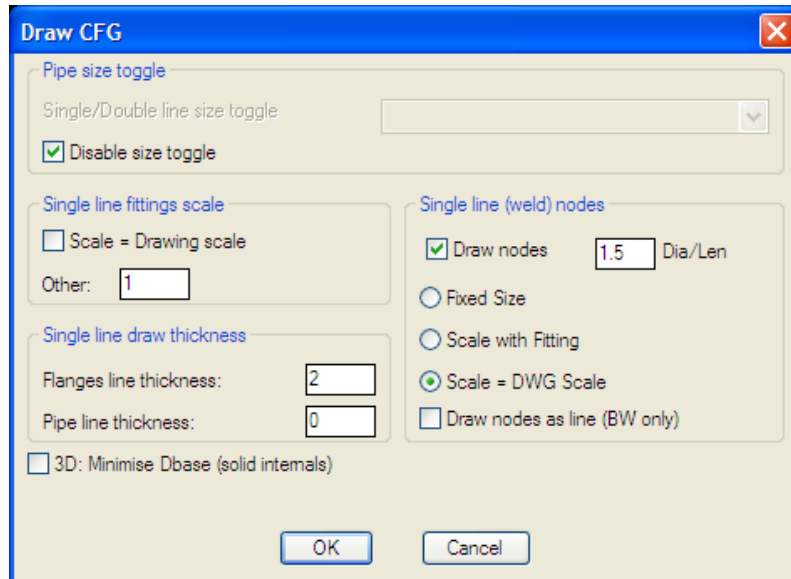 Draw CFG
Pipe size toggle
Single/Double line size toggle
Disable size toggle
Single line fittings scale
Scale = Drawing scale
Other: 1
Single line draw thickness
Flanges line thickness: 2
Pipe line thickness: 0
Single line (weld) nodes
Draw nodes 1.5 Dia/Len
Fixed Size
Scale with Fitting
Scale = DWG Scale
Draw nodes as line (BW only)
3D: Minimise Dbase (solid internals)
OK Cancel